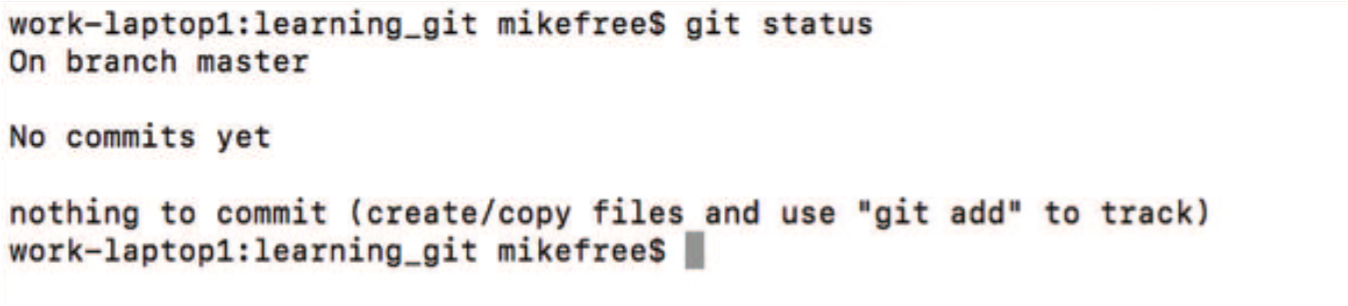 work-laptop1:learning_git mikefree$ git status
On branch master
No commits yet
nothing to commit (create/copy files and use "git add" to track)
work-laptop1:learning_git mikefree$